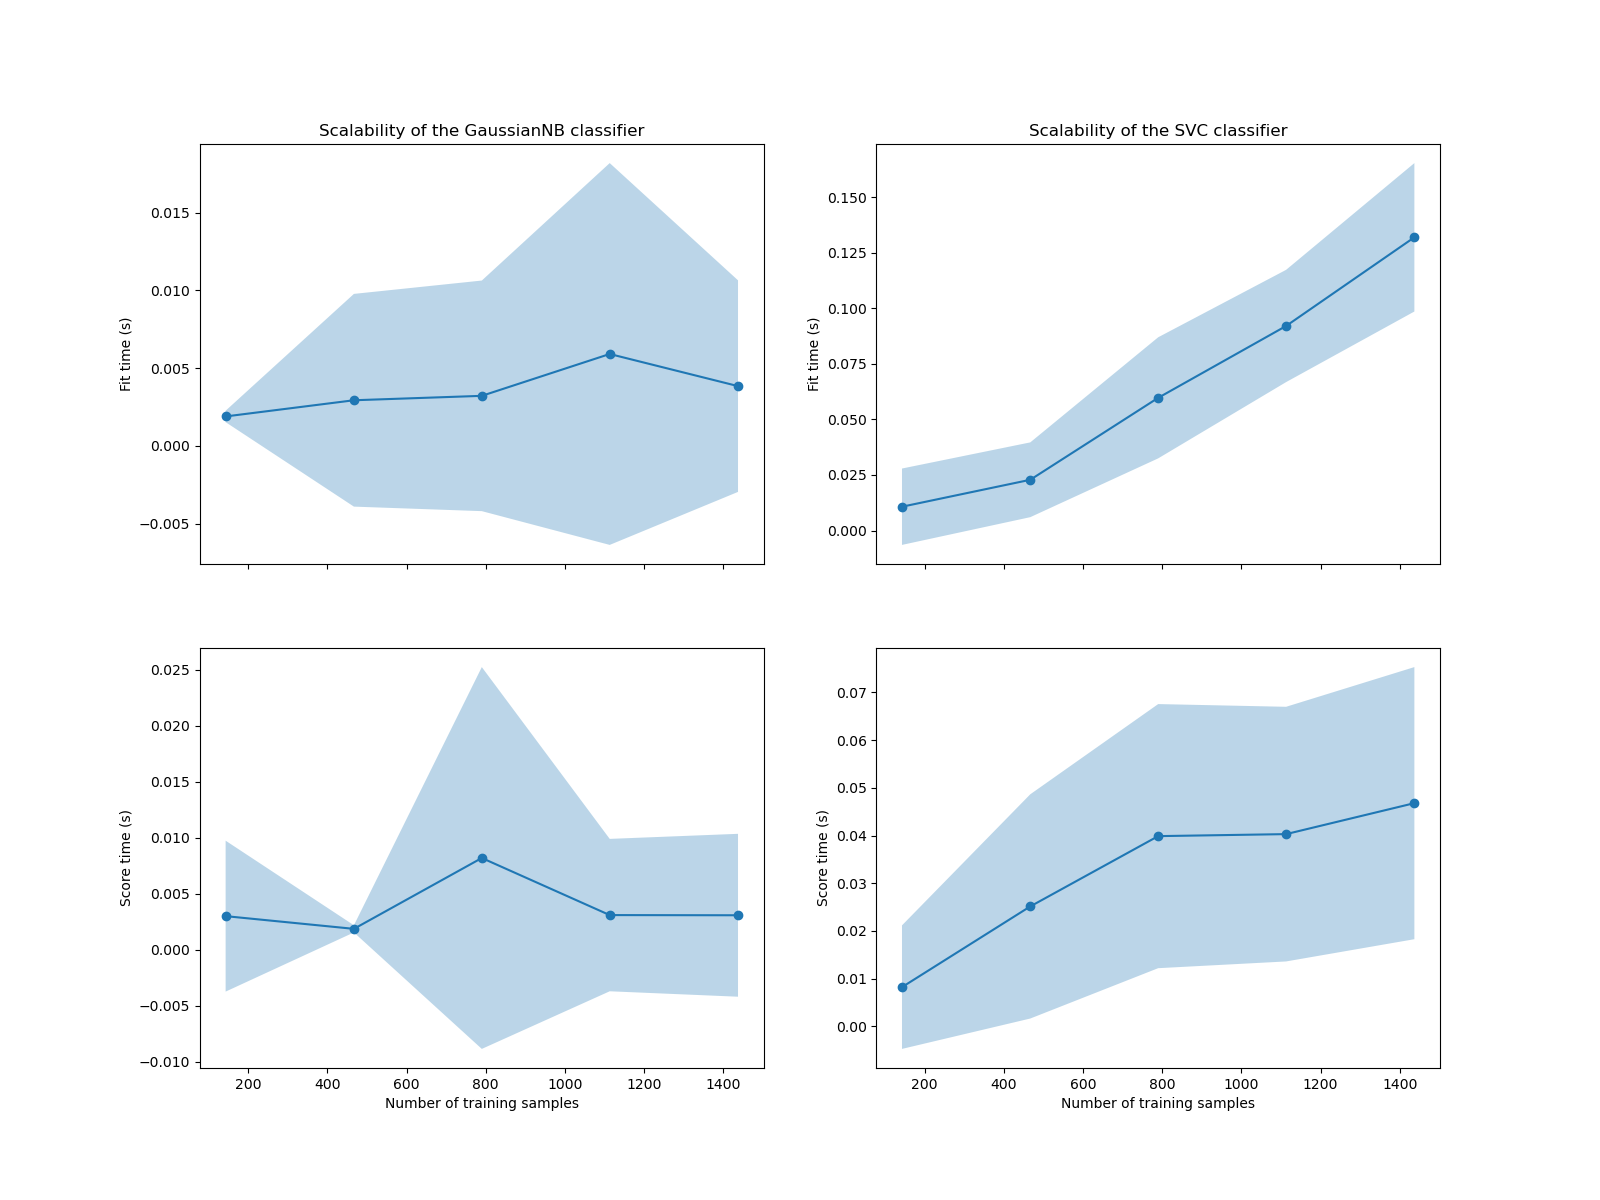 Scalability of the GaussianNB classifier
Fit time (s)
0.015
0.010
0.005
0.000
−0.005
Scalability of the SVC classifier
Fit time (s)
0.150
0.125
0.100
0.075
0.050
0.025
0.000
Score time (s)
0.025
0.020
0.015
0.010
0.005
0.000
−0.005
−0.010
200 400 600 800 1000 1200 1400
Number of training samples
Score time (s)
0.07
0.06
0.05
0.04
0.03
0.02
0.01
0.00
200 400 600 800 1000 1200 1400
Number of training samples